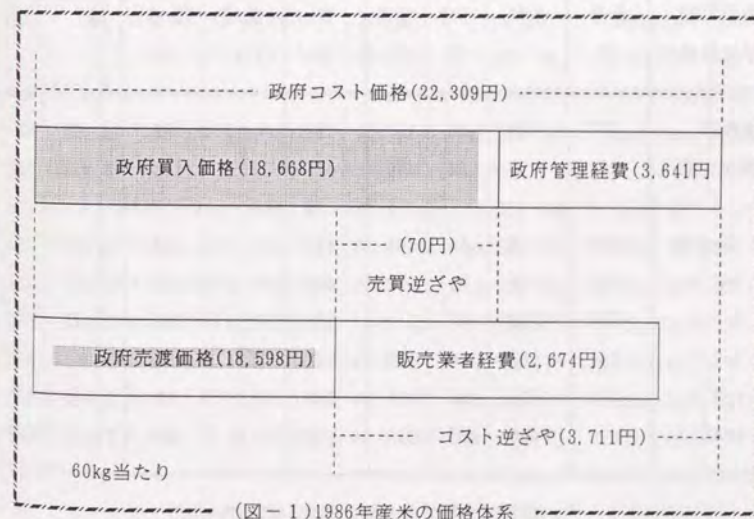 政府コスト価格(22,309円)
政府買入価格(18,668円) 政府管理経費(3,641円
(70円)
売買逆ざや
政府売渡価格(18,598円) 販売業者経費(2,674円)
コスト逆ざや(3,711円)
60kg当たり
(図-1)1986年産米の価格体系